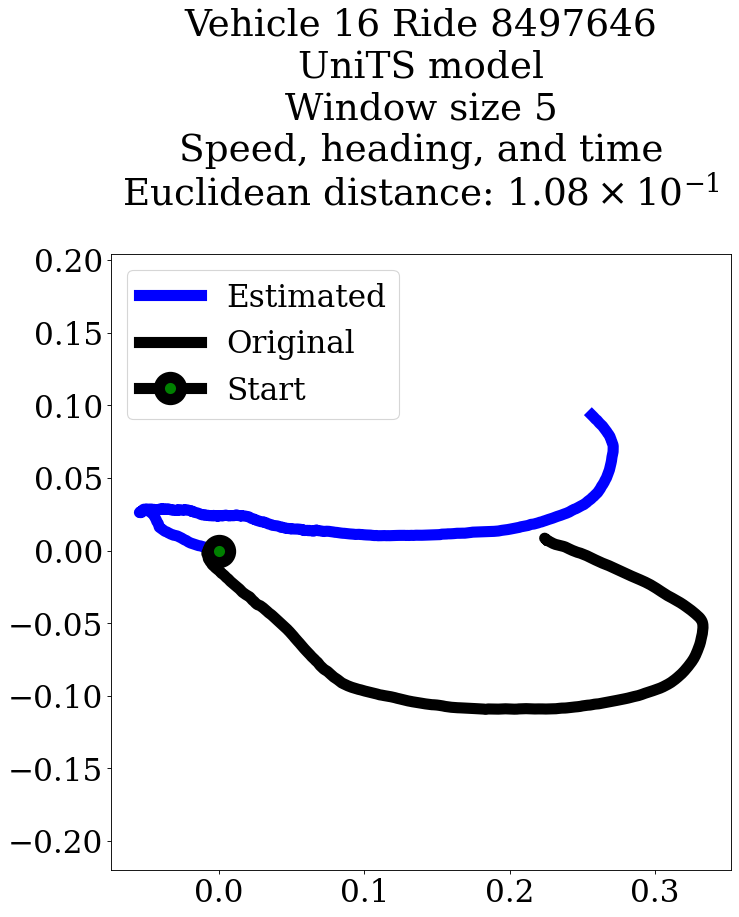 Vehicle 16 Ride 8497646
UniTS model
Window size 5
Speed, heading, and time
Euclidean distance: 1.08 × 10⁻¹
0.20
0.15
0.10
0.05
0.00
−0.05
−0.10
−0.15
−0.20
Estimated
Original
Start
0.0 0.1 0.2 0.3